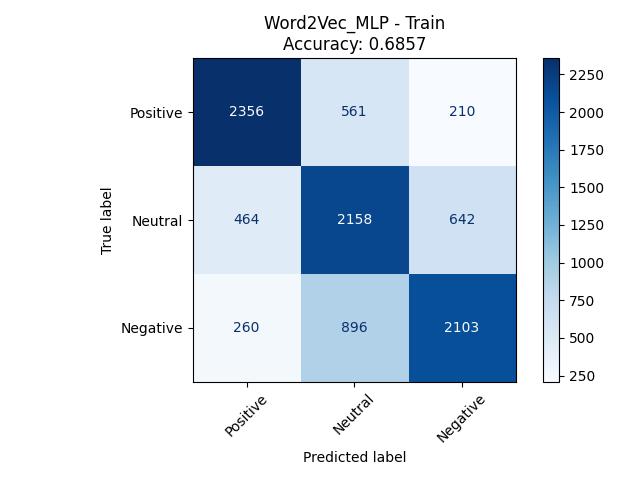 Word2Vec_MLP - Train
Accuracy: 0.6857
True label
Positive 2356 561 210
Neutral 464 2158 642
Negative 260 896 2103
Positive Neutral Negative
Predicted label
2250
2000
1750
1500
1250
1000
750
500
250